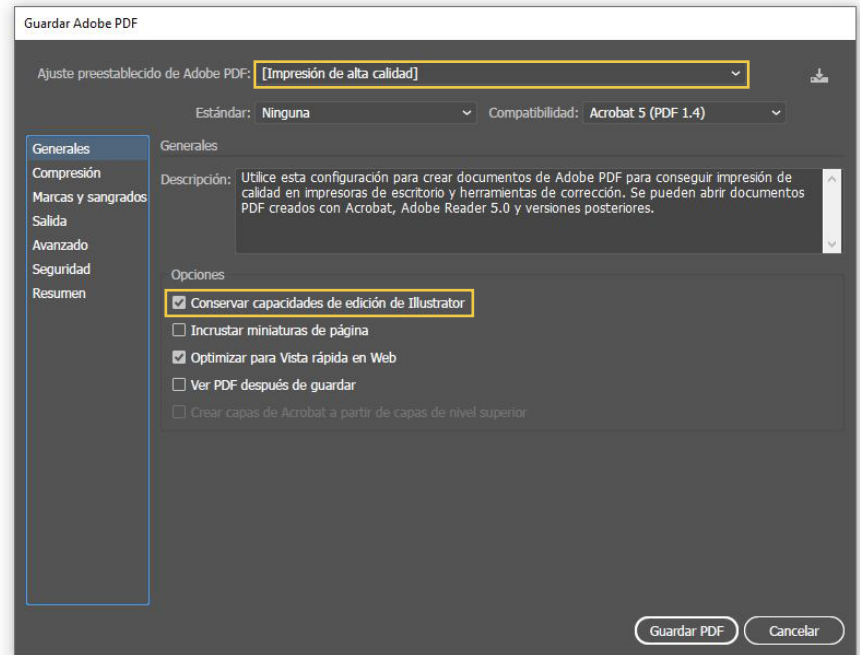 Guardar Adobe PDF
Ajuste preestablecido de Adobe PDF: [Impresión de alta calidad]
Estándar: Ninguna Compatibilidad: Acrobat 5 (PDF 1.4)
Generales
Compresión
Marcas y sangrados
Salida
Avanzado
Seguridad
Resumen
Generales
Descripción: Utilice esta configuración para crear documentos de Adobe PDF para conseguir impresión de
calidad en impresoras de escritorio y herramientas de corrección. Se pueden abrir documentos
PDF creados con Acrobat, Adobe Reader 5.0 y versiones posteriores.
Opciones
Conservar capacidades de edición de Illustrator
Incrustar miniaturas de página
Optimizar para Vista rápida en Web
Ver PDF después de guardar
Crear capas de Acrobat a partir de capas de nivel superior
Guardar PDF Cancelar